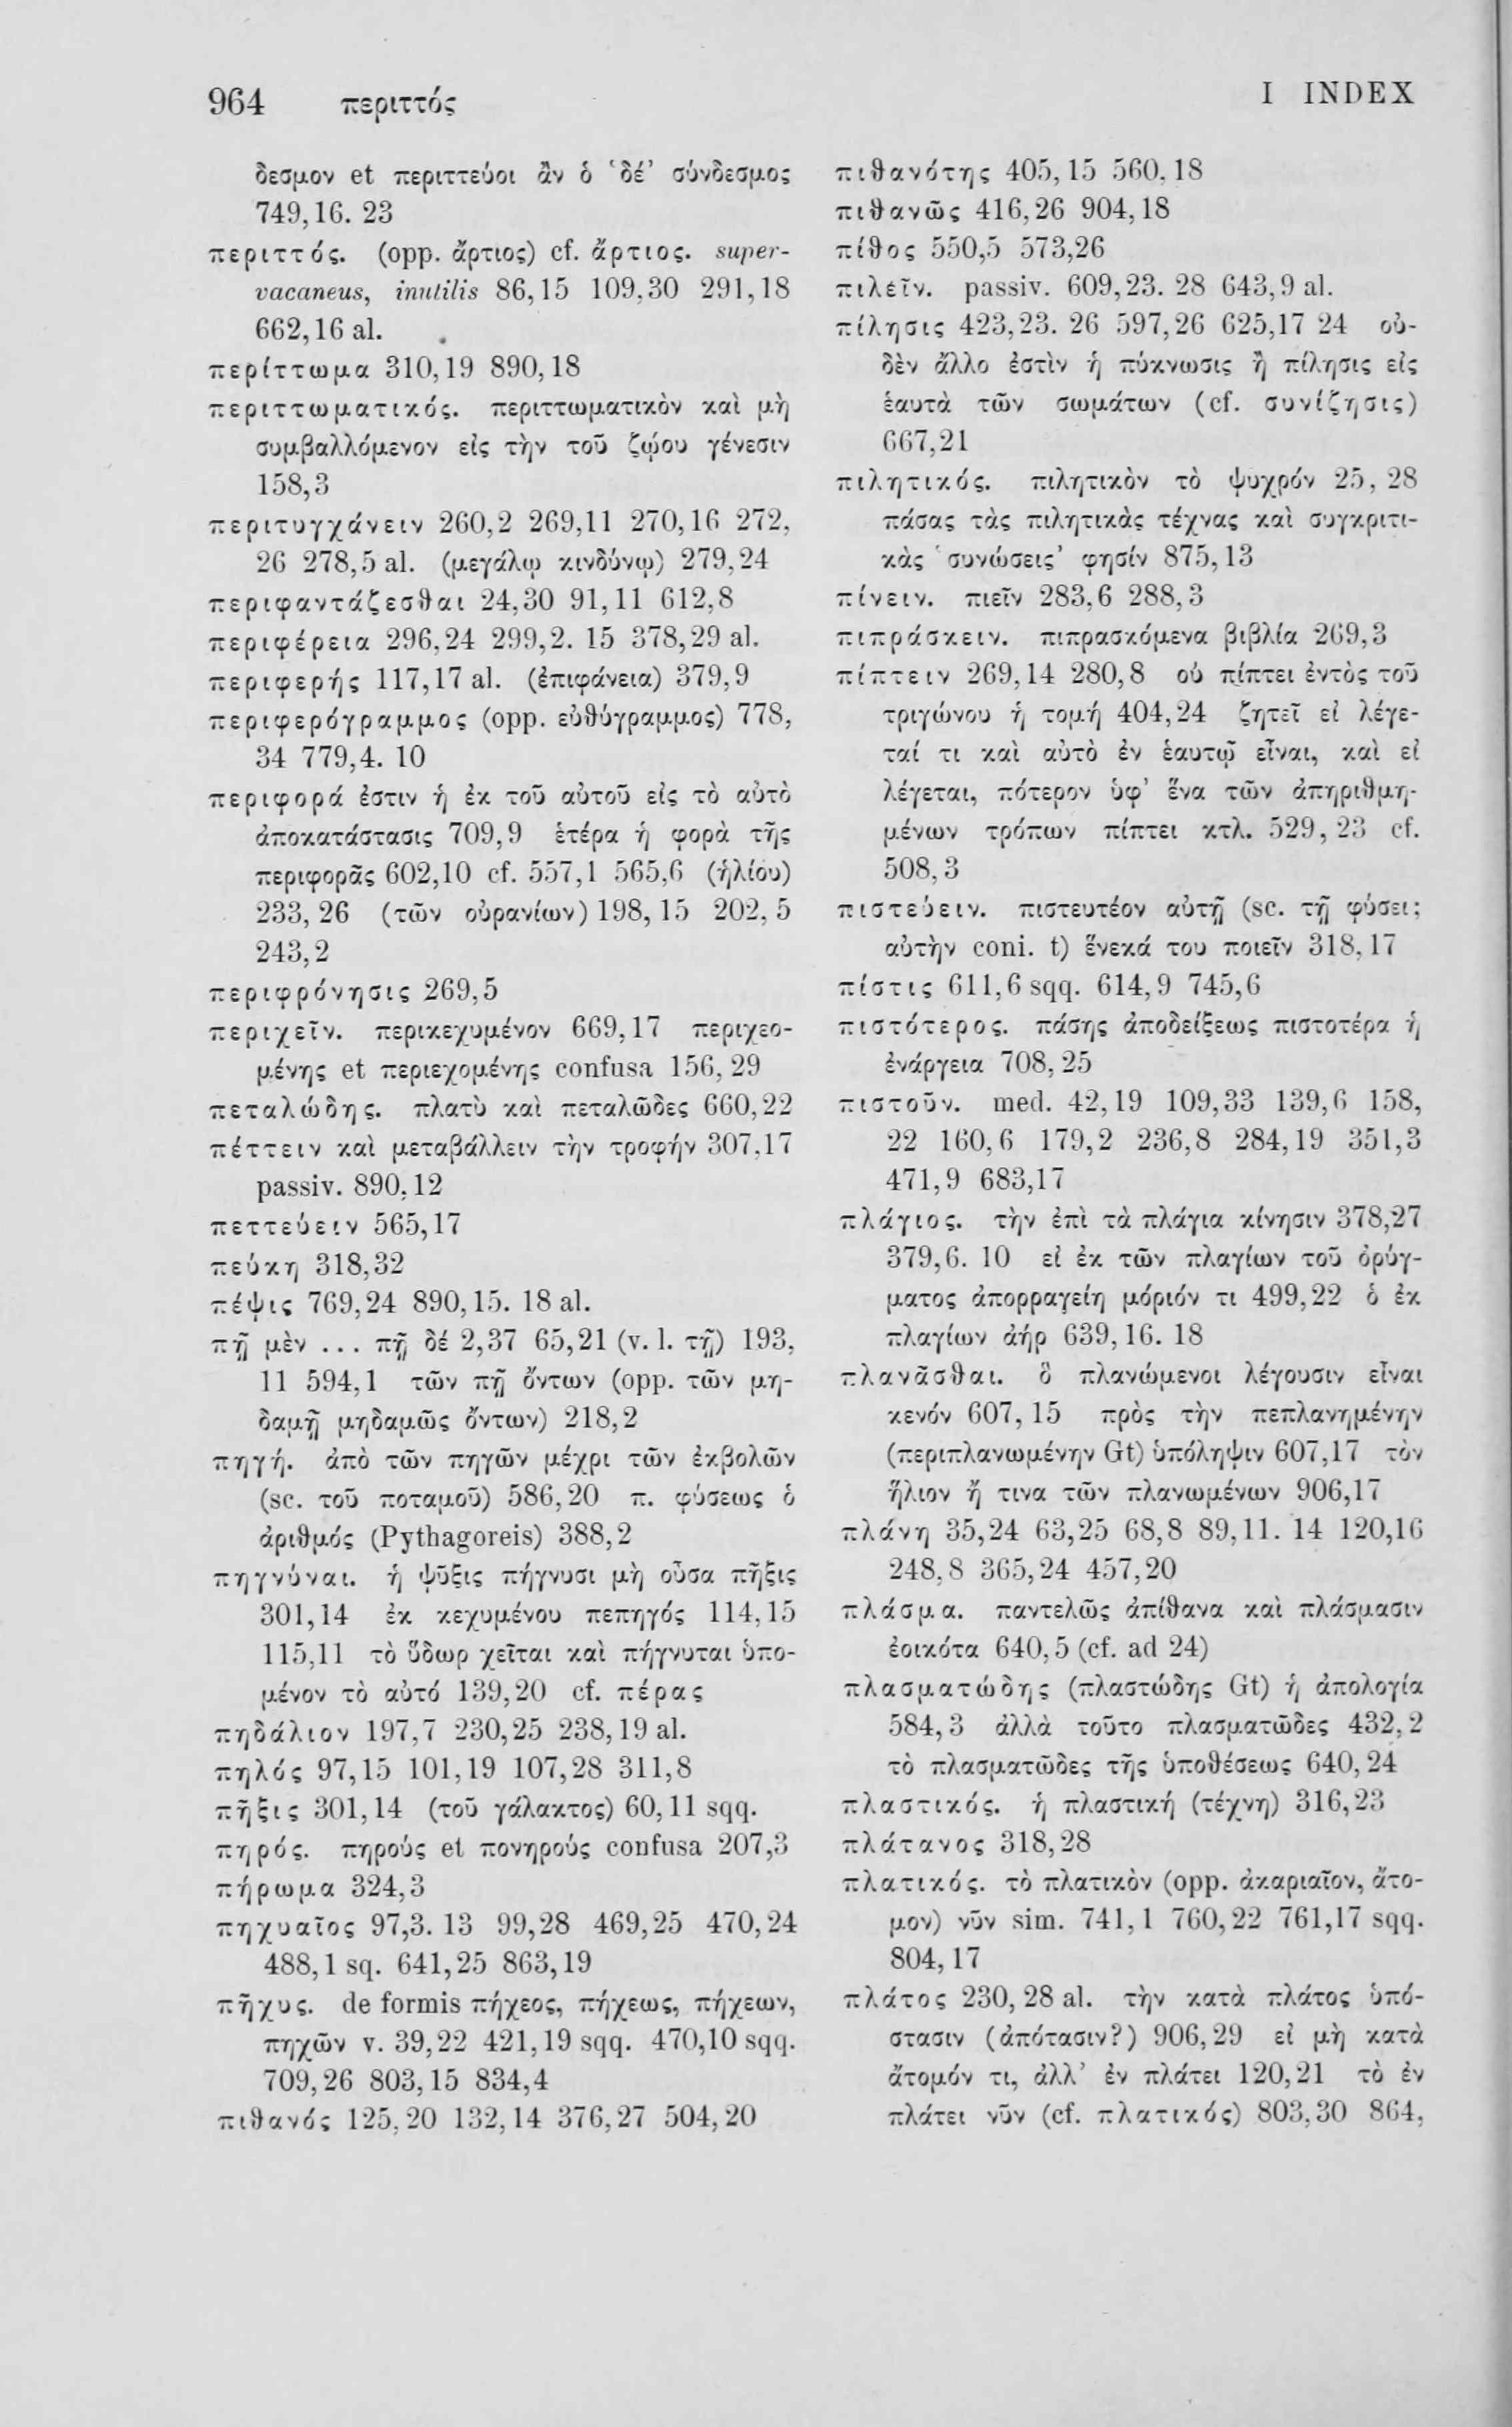 964 περιττός I INDEX
δεσμον et περιττεύοι ἂν ὁ ‘δέ’ σύνδεσμος
749,16. 23
περιττός. (opp. ἄρτιος) cf. ἄρτιος. super-
vacaneus, inutilis 86,15 109,30 291,18
662,16 al.
περίττωμα 310,19 890,18
περιττωματικός. περιττωματικὸν καὶ μὴ
συμβαλλόμενον εἰς τὴν τοῦ ζῴου γένεσιν
158,3
περιτυγχάνειν 260,2 269,11 270,16 272,
26 278,5 al. (μεγάλῳ κινδύνῳ) 279,24
περιφαντάζεσθαι 24,30 91,11 612,8
περιφέρεια 296,24 299,2. 15 378,29 al.
περιφερής 117,17 al. (ἐπιφάνεια) 379,9
περιφερόγραμμος (opp. εὐθύγραμμος) 778,
34 779,4. 10
περιφορά ἐστιν ἡ ἐκ τοῦ αὐτοῦ εἰς τὸ αὐτὸ
ἀποκατάστασις 709,9 ἑτέρα ἡ φορὰ τῆς
περιφορᾶς 602,10 cf. 557,1 565,6 (ἡλίου)
233, 26 (τῶν οὐρανίων) 198, 15 202, 5
243,2
περιφρόνησις 269,5
περιχεῖν. περικεχυμένον 669,17 περιχεο-
μένης et περιεχομένης confusa 156, 29
πεταλώδης. πλατὺ καὶ πεταλῶδες 660,22
πέττειν καὶ μεταβάλλειν τὴν τροφήν 307,17
passiv. 890,12
πεττεύειν 565,17
πεύκη 318,32
πέψις 769,24 890,15. 18 al.
πῇ μὲν ... πῇ δέ 2,37 65,21 (v. l. τῇ) 193,
11 594,1 τῶν πῇ ὄντων (opp. τῶν μη-
δαμῇ μηδαμῶς ὄντων) 218,2
πηγή. ἀπὸ τῶν πηγῶν μέχρι τῶν ἐκβολῶν
(sc. τοῦ ποταμοῦ) 586,20 π. φύσεως ὁ
ἀριθμός (Pythagoreis) 388,2
πηγνύναι. ἡ ψῦξις πήγνυσι μὴ οὖσα πῆξις
301,14 ἐκ κεχυμένου πεπηγός 114,15
115,11 τὸ ὕδωρ χεῖται καὶ πήγνυται ὑπο-
μένον τὸ αὐτό 139,20 cf. πέρας
πηδάλιον 197,7 230,25 238,19 al.
πηλός 97,15 101,19 107,28 311,8
πῆξις 301,14 (τοῦ γάλακτος) 60,11 sqq.
πηρός. πηρούς et πονηρούς confusa 207,3
πήρωμα 324,3
πηχυαῖος 97,3. 13 99,28 469,25 470,24
488,1 sq. 641,25 863,19
πῆχυς. de formis πήχεος, πήχεως, πήχεων,
πηχῶν v. 39,22 421,19 sqq. 470,10 sqq.
709,26 803,15 834,4
πιθανός 125,20 132,14 376,27 504,20
πιθανότης 405,15 560,18
πιθανῶς 416,26 904,18
πίθος 550,5 573,26
πιλεῖν. passiv. 609,23. 28 643,9 al.
πίλησις 423,23. 26 597,26 625,17 24 οὐ-
δὲν ἄλλο ἐστὶν ἡ πύκνωσις ἢ πίλησις εἰς
ἑαυτὰ τῶν σωμάτων (cf. συνίζησις)
667,21
πιλητικός. πιλητικὸν τὸ ψυχρόν 25, 28
πάσας τὰς πιλητικὰς τέχνας καὶ συγκριτι-
κὰς ‘συνώσεις’ φησίν 875,13
πίνειν. πιεῖν 283,6 288,3
πιπράσκειν. πιπρασκόμενα βιβλία 269,3
πίπτειν 269,14 280,8 οὐ πίπτει ἐντὸς τοῦ
τριγώνου ἡ τομή 404,24 ζητεῖ εἰ λέγε-
ταί τι καὶ αὐτὸ ἐν ἑαυτῷ εἶναι, καὶ εἰ
λέγεται, πότερον ὑφ’ ἕνα τῶν ἀπηριθμη-
μένων τρόπων πίπτει κτλ. 529, 23 cf.
508,3
πιστεύειν. πιστευτέον αὐτῇ (sc. τῇ φύσει;
αὐτὴν coni. t) ἕνεκά του ποιεῖν 318,17
πίστις 611,6 sqq. 614,9 745,6
πιστότερος. πάσης ἀποδείξεως πιστοτέρα ἡ
ἐνάργεια 708,25
πιστοῦν. med. 42,19 109,33 139,6 158,
22 160,6 179,2 236,8 284,19 351,3
471,9 683,17
πλάγιος. τὴν ἐπὶ τὰ πλάγια κίνησιν 378,27
379,6. 10 εἰ ἐκ τῶν πλαγίων τοῦ ὀρύγ-
ματος ἀπορραγείη μόριόν τι 499,22 ὁ ἐκ
πλαγίων ἀήρ 639,16. 18
πλανᾶσθαι. ὃ πλανώμενοι λέγουσιν εἶναι
κενόν 607, 15 πρὸς τὴν πεπλανημένην
(περιπλανωμένην Gt) ὑπόληψιν 607,17 τὸν
ἥλιον ἤ τινα τῶν πλανωμένων 906,17
πλάνη 35,24 63,25 68,8 89,11. 14 120,16
248,8 365,24 457,20
πλάσμα. παντελῶς ἀπίθανα καὶ πλάσμασιν
ἐοικότα 640,5 (cf. ad 24)
πλασματώδης (πλαστώδης Gt) ἡ ἀπολογία
584,3 ἀλλὰ τοῦτο πλασματῶδες 432,2
τὸ πλασματῶδες τῆς ὑποθέσεως 640,24
πλαστικός. ἡ πλαστική (τέχνη) 316,23
πλάτανος 318,28
πλατικός. τὸ πλατικὸν (opp. ἀκαριαῖον, ἄτο-
μον) νῦν sim. 741,1 760,22 761,17 sqq.
804,17
πλάτος 230,28 al. τὴν κατὰ πλάτος ὑπό-
στασιν (ἀπότασιν?) 906,29 εἰ μὴ κατὰ
ἄτομόν τι, ἀλλ’ ἐν πλάτει 120,21 τὸ ἐν
πλάτει νῦν (cf. πλατικός) 803,30 864,